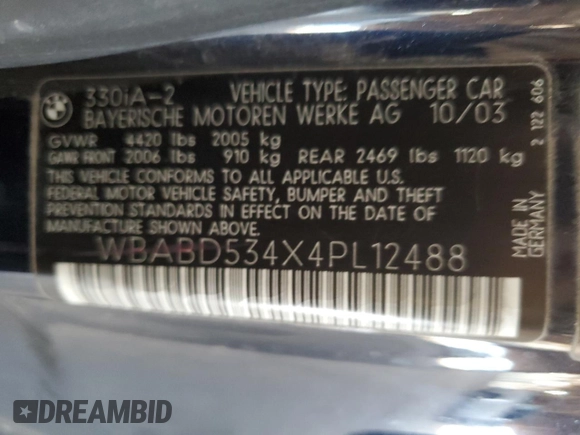 330iA-2 VEHICLE TYPE: PASSENGER CAR
BAYERISCHE MOTOREN WERKE AG 10/03
GVWR 4420 lbs 2005 kg
GAWR FRONT 2006 lbs 910 kg REAR 2469 lbs 1120 kg
THIS VEHICLE CONFORMS TO ALL APPLICABLE U.S.
FEDERAL MOTOR VEHICLE SAFETY, BUMPER AND THEFT
PREVENTION STANDARDS IN EFFECT ON THE DATE OF
MANUFACTURE SHOWN ABOVE.
WBABD534X4PL12488
2 122 606
DREAMBID